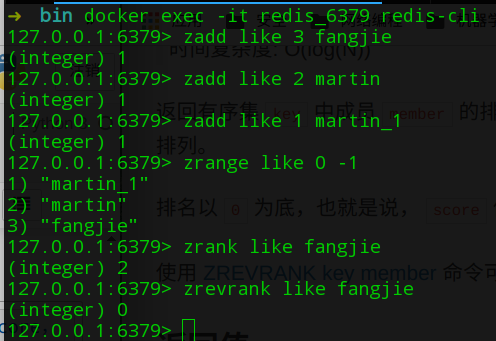 ➜ bin docker exec -it redis_6379 redis-cli
127.0.0.1:6379> zadd like 3 fangjie
时间复杂度: O(log(N))
(integer) 1
127.0.0.1:6379> zadd like 2 martin
(integer) 1
返回有序集 key 中成员 member 的排
127.0.0.1:6379> zadd like 1 martin_1
(integer) 1
排列。
127.0.0.1:6379> zrange like 0 -1
1) "martin_1"
2) "martin"
排名以 0 为底，也就是说， score
3) "fangjie"
127.0.0.1:6379> zrank like fangjie
(integer) 2
使用 ZREVRANK key member 命令可
127.0.0.1:6379> zrevrank like fangjie
(integer) 0
127.0.0.1:6379>